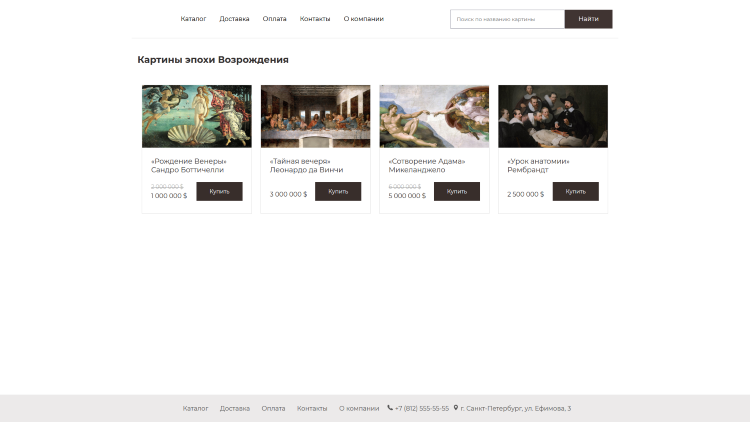 Каталог Доставка Оплата Контакты О компании
Поиск по названию картины Найти
Картины эпохи Возрождения
«Рождение Венеры»
Сандро Боттичелли
2 000 000 $
1 000 000 $ Купить
«Тайная вечеря»
Леонардо да Винчи
3 000 000 $ Купить
«Сотворение Адама»
Микеланджело
6 000 000 $
5 000 000 $ Купить
«Урок анатомии»
Рембрандт
2 500 000 $ Купить
Каталог Доставка Оплата Контакты О компании +7 (812) 555-55-55 г. Санкт-Петербург, ул. Ефимова, 3